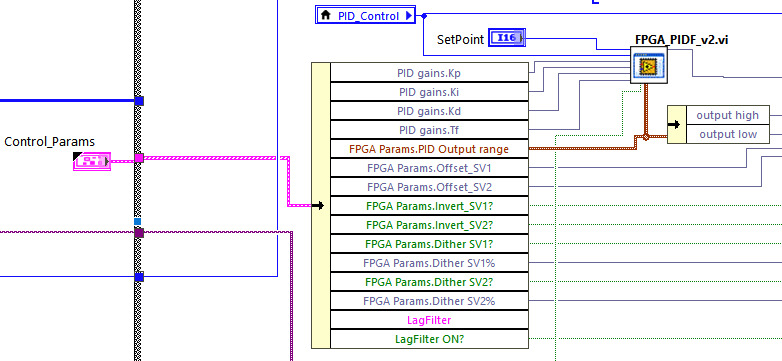 PID_Control
SetPoint
I16
FPGA_PIDF_v2.vi
PID gains.Kp
PID gains.Ki
PID gains.Kd
PID gains.Tf
FPGA Params.PID Output range
output high
output low
Control_Params
FPGA Params.Offset_SV1
FPGA Params.Offset_SV2
FPGA Params.Invert_SV1?
FPGA Params.Invert_SV2?
FPGA Params.Dither SV1?
FPGA Params.Dither SV1%
FPGA Params.Dither SV2?
FPGA Params.Dither SV2%
LagFilter
LagFilter ON?